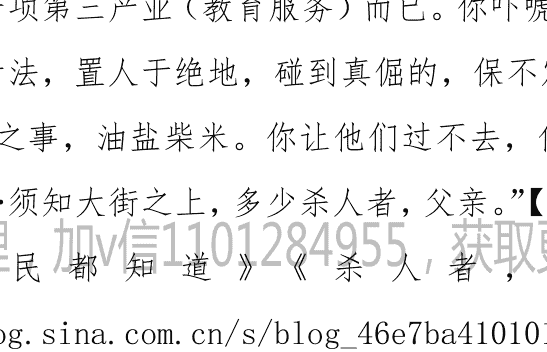 项第三产业（教育服务）而已。你吓唬
法，置人于绝地，碰到真倔的，保不
之事，油盐柴米。你让他们过不去，
·须知大街之上，多少杀人者，父亲。”【
民都知道》《杀人者，
加v信1101284955，获取更
og.sina.com.cn/s/blog_46e7ba410101